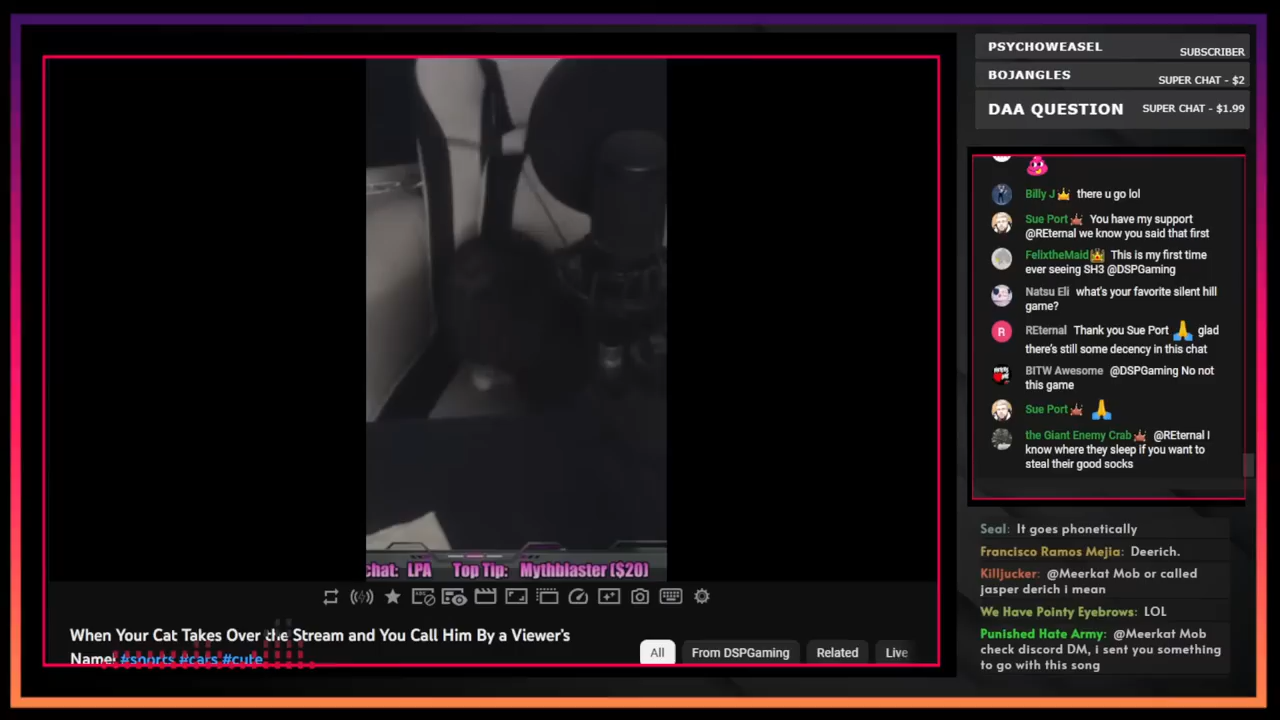 PSYCHOWEASEL
SUBSCRIBER
BOJANGLES
SUPER CHAT - $2
DAA QUESTION
SUPER CHAT - $1.99
Billy J there u go lol
Sue Port You have my support
@REternal we know you said that first
FelixtheMaid This is my first time
ever seeing SH3 @DSPGaming
Natsu Eli what's your favorite silent hill
game?
R
REternal Thank you Sue Port 🙏 glad
there's still some decency in this chat
BITW Awesome @DSPGaming No not
this game
Sue Port 🙏
the Giant Enemy Crab @REternal I
know where they sleep if you want to
steal their good socks
Seal: It goes phonetically
Francisco Ramos Mejia: Deerich.
Killjucker: @Meerkat Mob or called
jasper derich i mean
We Have Pointy Eyebrows: LOL
Punished Hate Army: @Meerkat Mob
check discord DM, i sent you something
to go with this song
chat: LPA Top Tip: Mythblaster ($20)
When Your Cat Takes Over the Stream and You Call Him By a Viewer's
Name! #sports #cars #cute
All
From DSPGaming
Related
Live